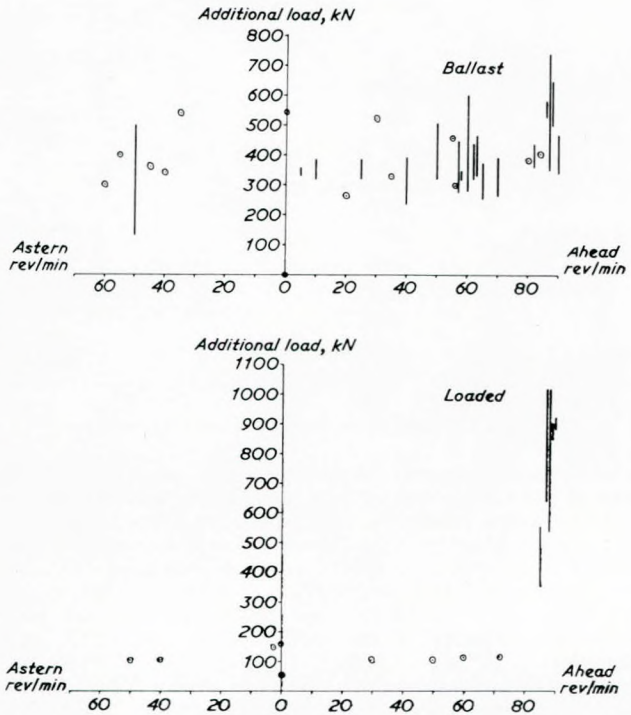 Additional load, kN
800
700
Ballast
600
500
400
300
200
Astern
rev/min
100
Ahead
rev/min
60 40 20 0 20 40 60 80
Additional load, kN
1100
1000
Loaded
900
800
700
600
500
400
300
200
Astern
rev/min
100
Ahead
rev/min
60 40 20 0 20 40 60 80